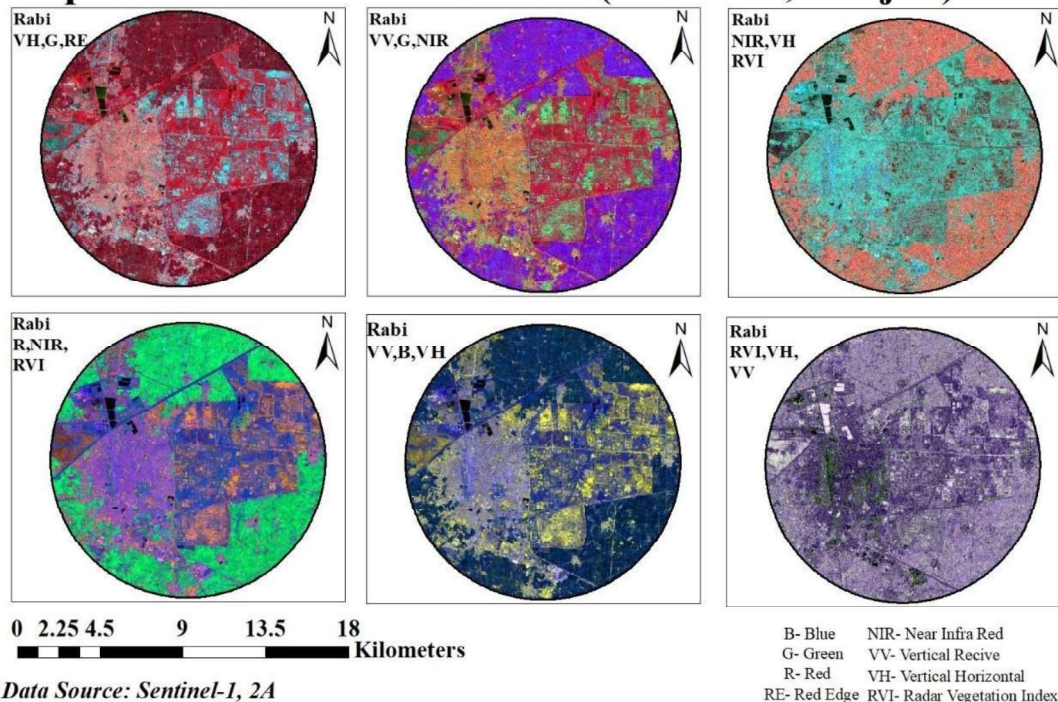 Rabi
VH,G,RE
N
Rabi
VV,G,NIR
N
Rabi
NIR,VH
RVI
N
Rabi
R,NIR,
RVI
N
Rabi
VV,B,VH
N
Rabi
RVI,VH,
VV
N
0 2.25 4.5 9 13.5 18
Kilometers
Data Source: Sentinel-1, 2A
B- Blue NIR- Near Infra Red
G- Green VV- Vertical Recive
R- Red VH- Vertical Horizontal
RE- Red Edge RVI- Radar Vegetation Index